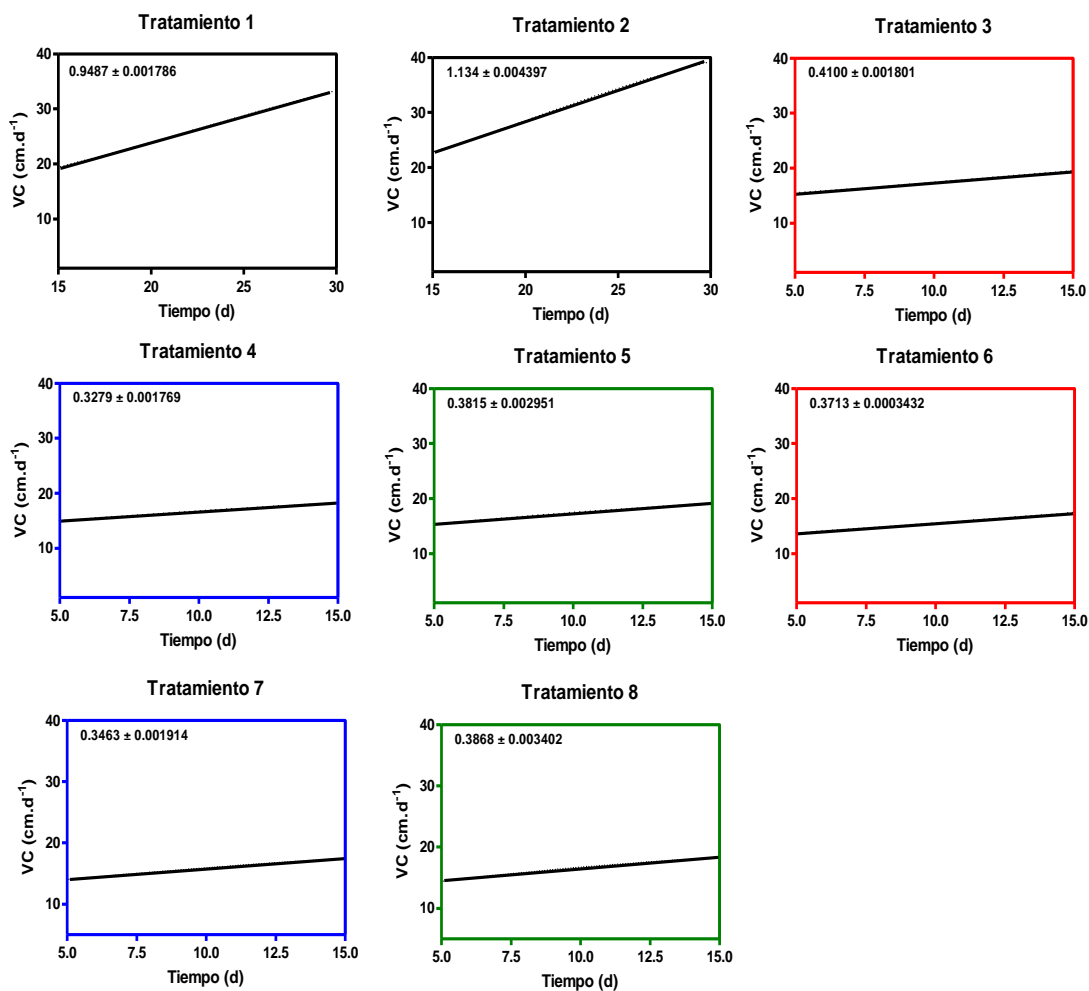 Tratamiento 1
40
30
20
10
0.9487 ± 0.001786
VC (cm.d⁻¹)
15
20
25
30
Tiempo (d)
Tratamiento 2
40
30
20
10
1.134 ± 0.004397
VC (cm.d⁻¹)
15
20
25
30
Tiempo (d)
Tratamiento 3
40
30
20
10
0.4100 ± 0.001801
VC (cm.d⁻¹)
5.0
7.5
10.0
12.5
15.0
Tiempo (d)
Tratamiento 4
40
30
20
10
0.3279 ± 0.001769
VC (cm.d⁻¹)
5.0
7.5
10.0
12.5
15.0
Tiempo (d)
Tratamiento 5
40
30
20
10
0.3815 ± 0.002951
VC (cm.d⁻¹)
5.0
7.5
10.0
12.5
15.0
Tiempo (d)
Tratamiento 6
40
30
20
10
0.3713 ± 0.0003432
VC (cm.d⁻¹)
5.0
7.5
10.0
12.5
15.0
Tiempo (d)
Tratamiento 7
40
30
20
10
0.3463 ± 0.001914
VC (cm.d⁻¹)
5.0
7.5
10.0
12.5
15.0
Tiempo (d)
Tratamiento 8
40
30
20
10
0.3868 ± 0.003402
VC (cm.d⁻¹)
5.0
7.5
10.0
12.5
15.0
Tiempo (d)